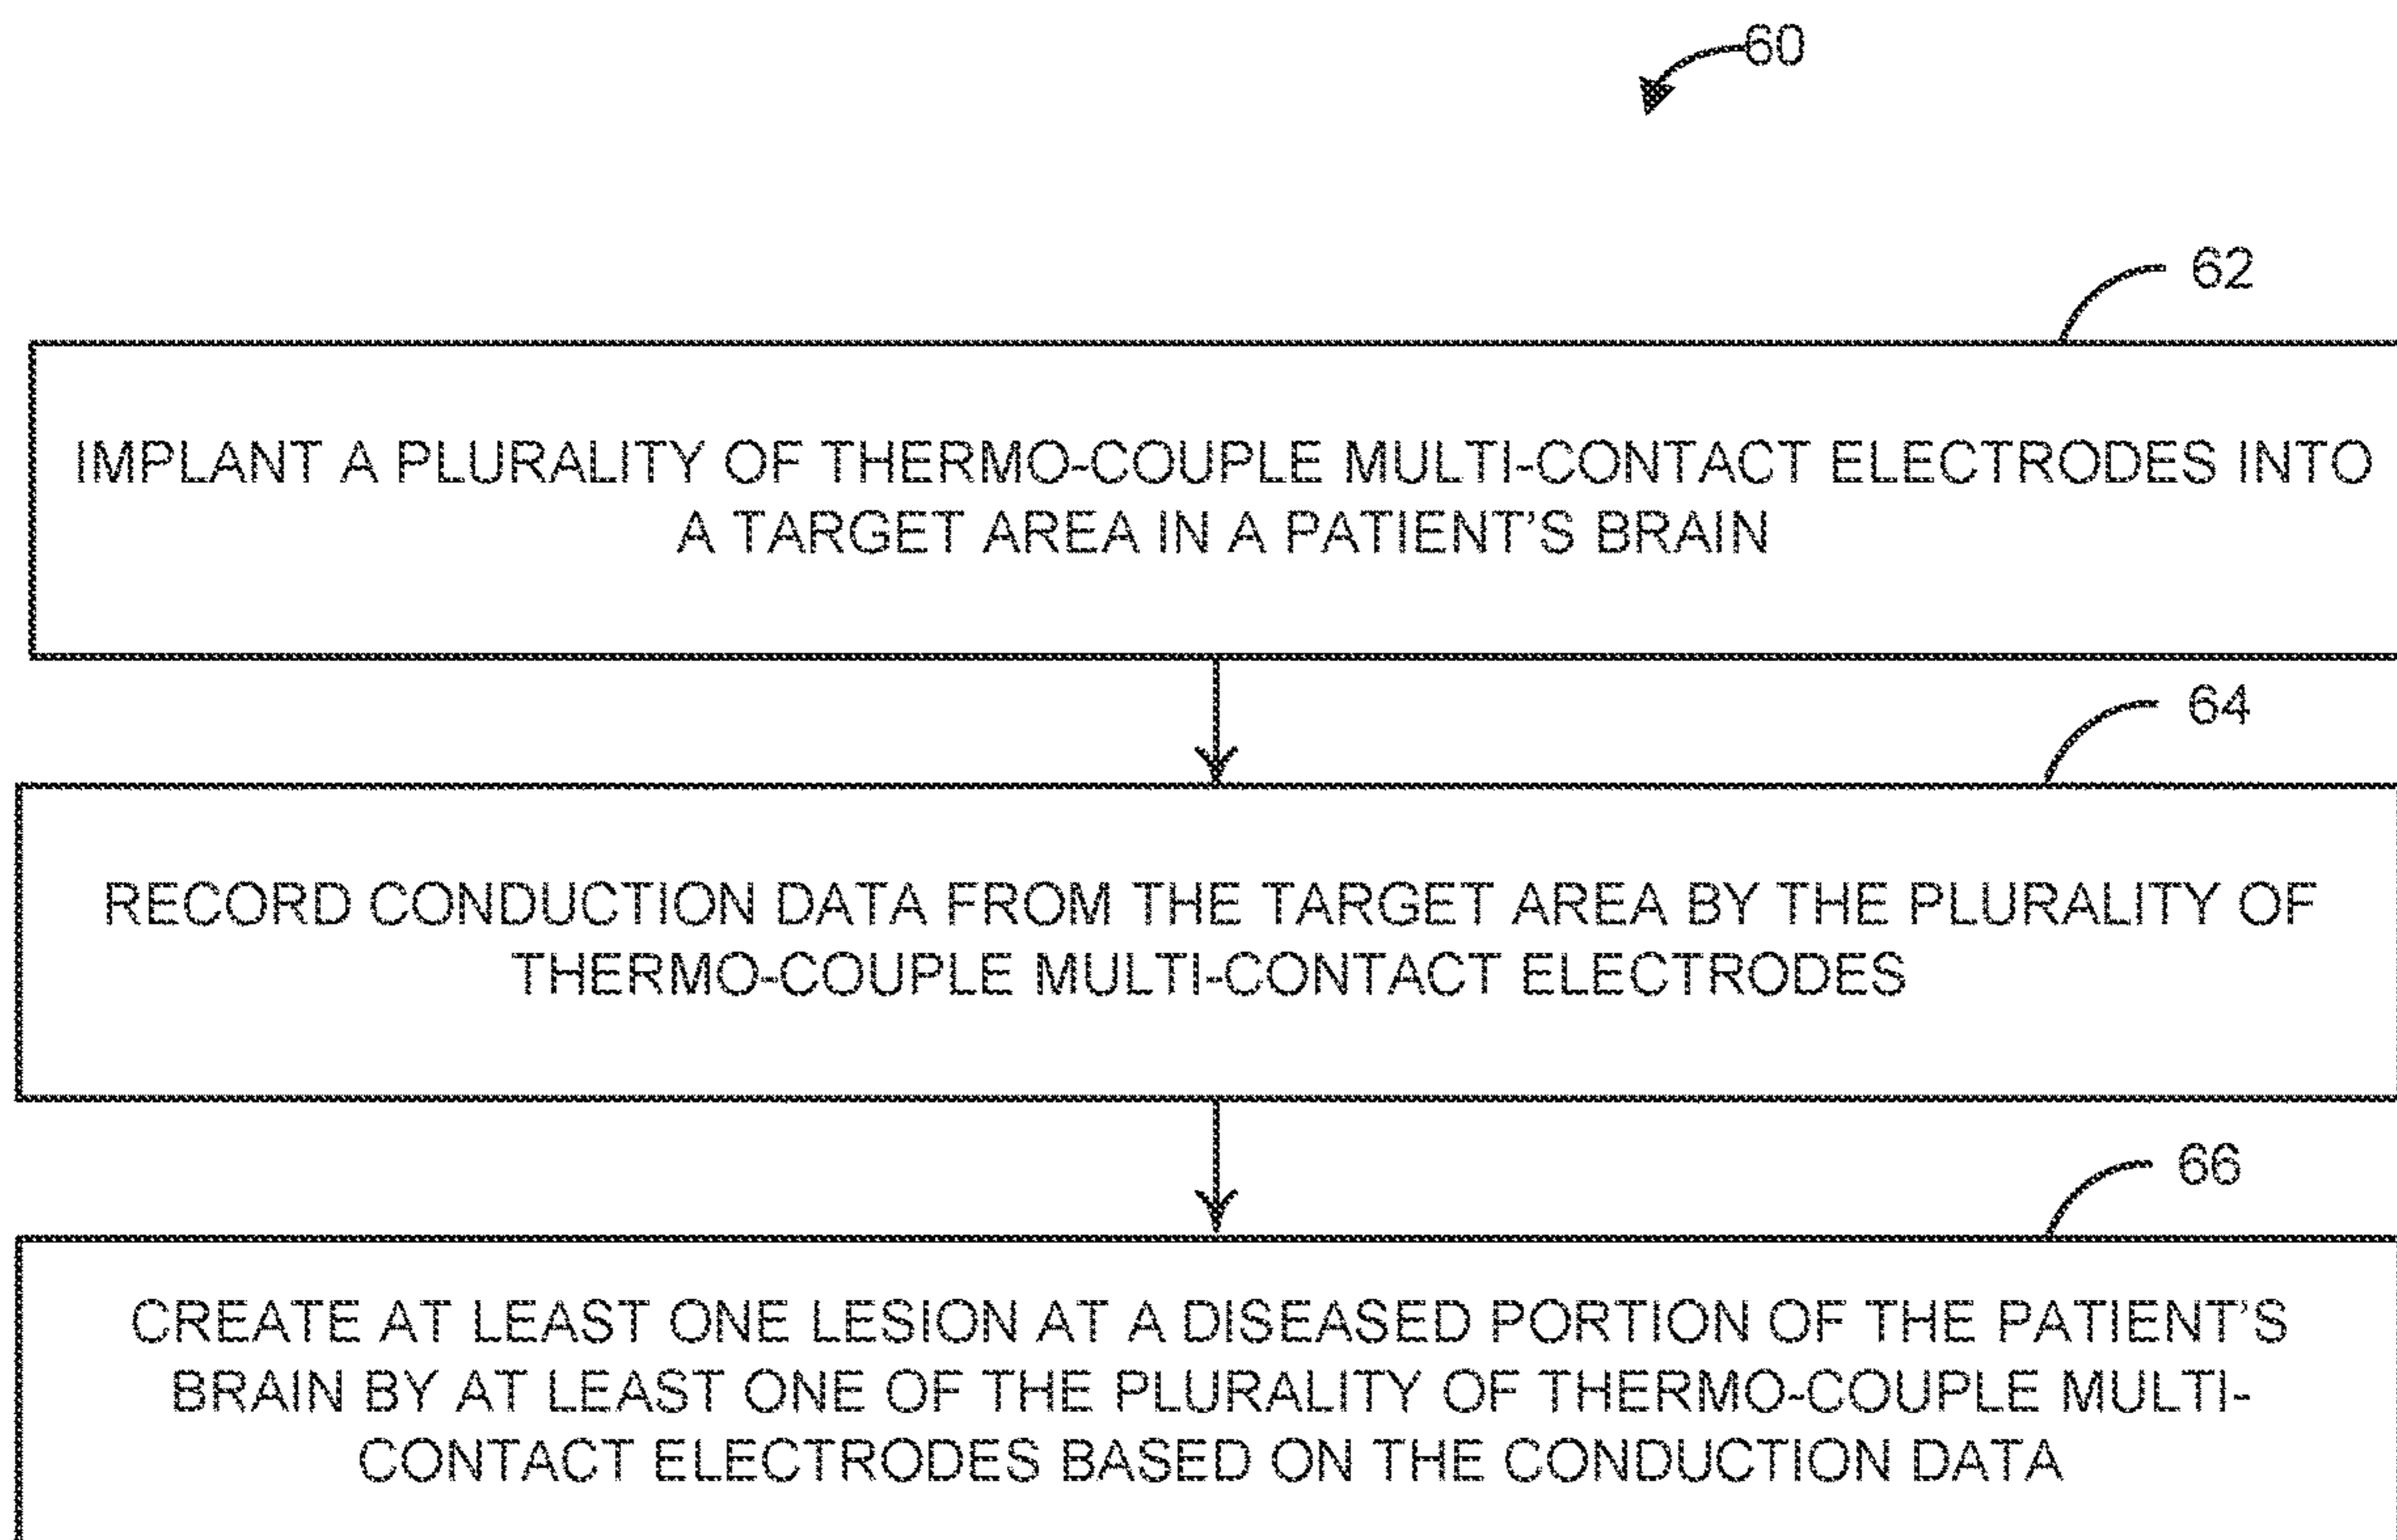 60
62
IMPLANT A PLURALITY OF THERMO-COUPLE MULTI-CONTACT ELECTRODES INTO
A TARGET AREA IN A PATIENT'S BRAIN
64
RECORD CONDUCTION DATA FROM THE TARGET AREA BY THE PLURALITY OF
THERMO-COUPLE MULTI-CONTACT ELECTRODES
66
CREATE AT LEAST ONE LESION AT A DISEASED PORTION OF THE PATIENT'S
BRAIN BY AT LEAST ONE OF THE PLURALITY OF THERMO-COUPLE MULTI-
CONTACT ELECTRODES BASED ON THE CONDUCTION DATA